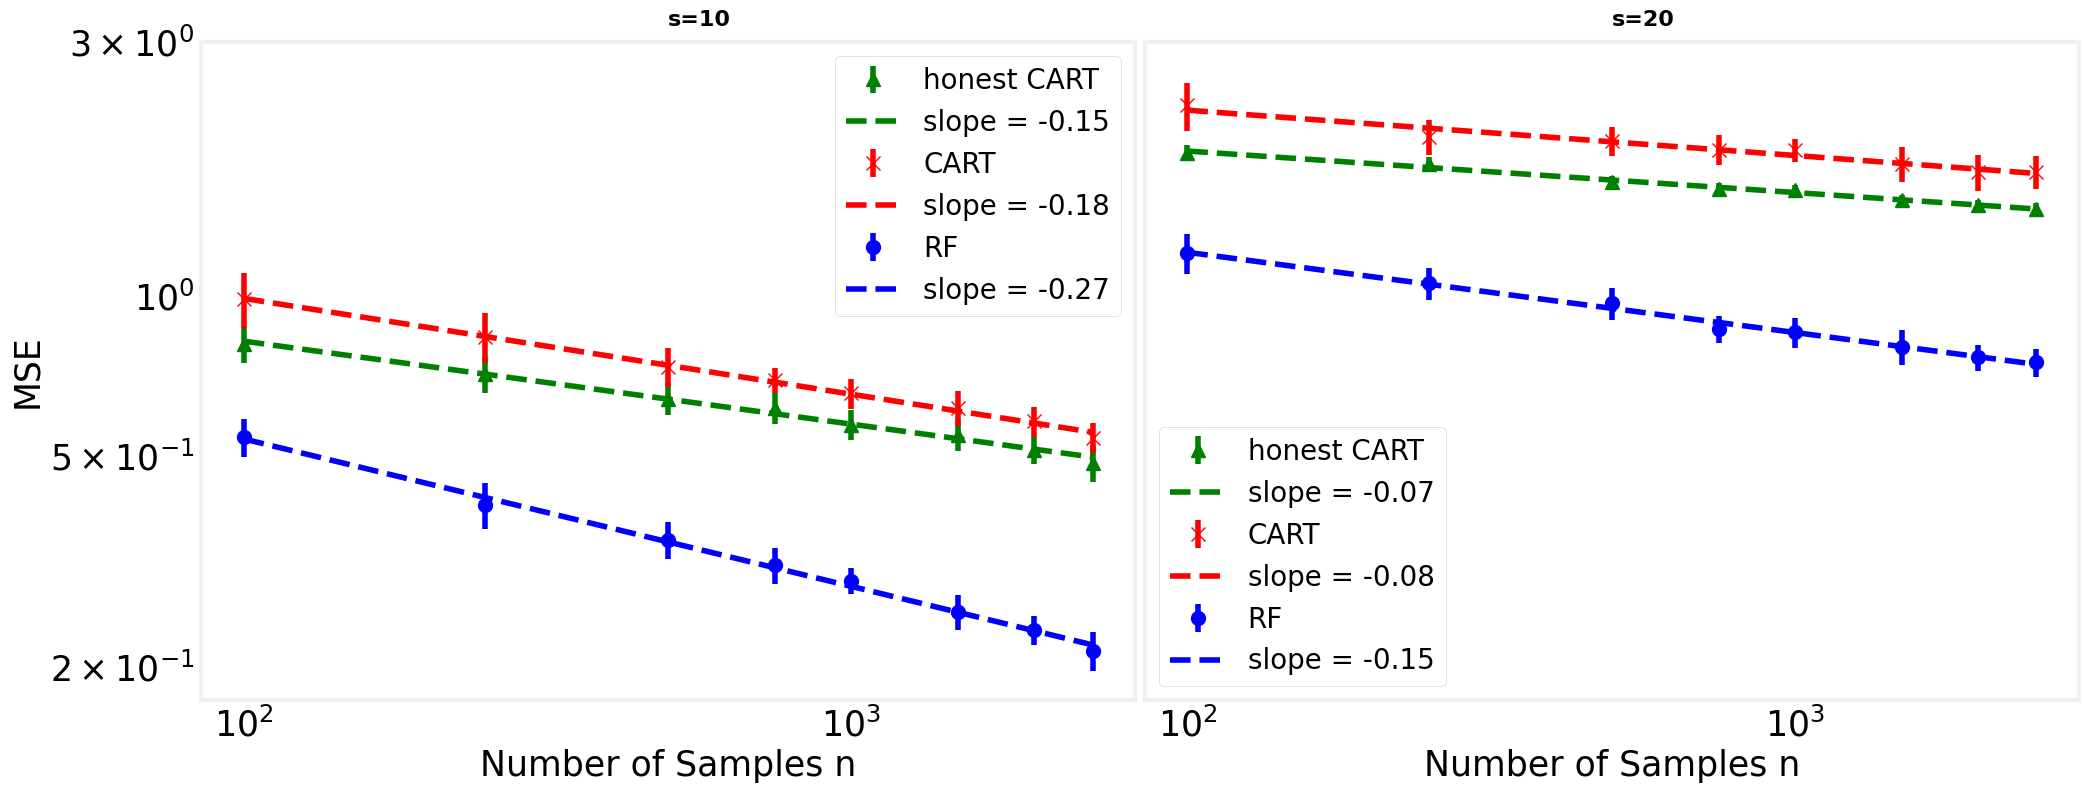 s=10
s=20
MSE
3 × 10⁰
10⁰
5 × 10⁻¹
2 × 10⁻¹
honest CART
slope = -0.15
CART
slope = -0.18
RF
slope = -0.27
10²
10³
Number of Samples n
honest CART
slope = -0.07
CART
slope = -0.08
RF
slope = -0.15
10²
10³
Number of Samples n